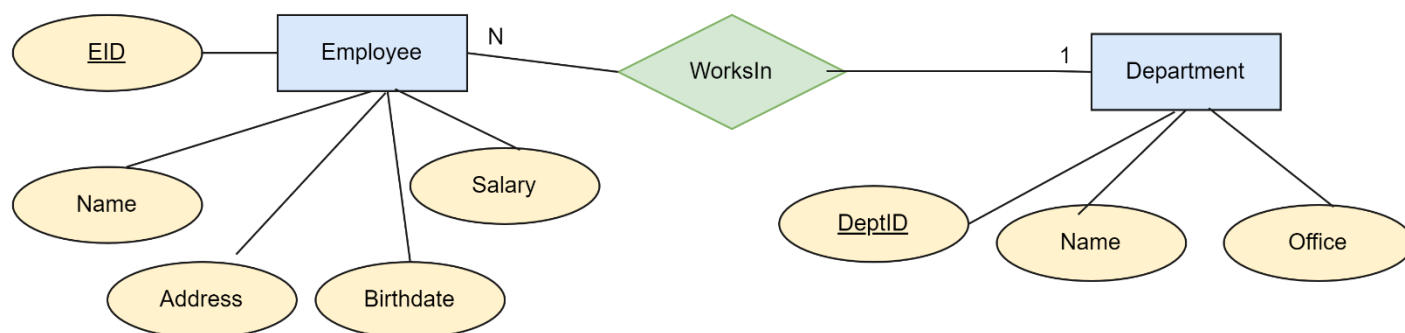 EID
Employee
N
WorksIn
1
Department
Name
Salary
Address
Birthdate
DeptID
Name
Office